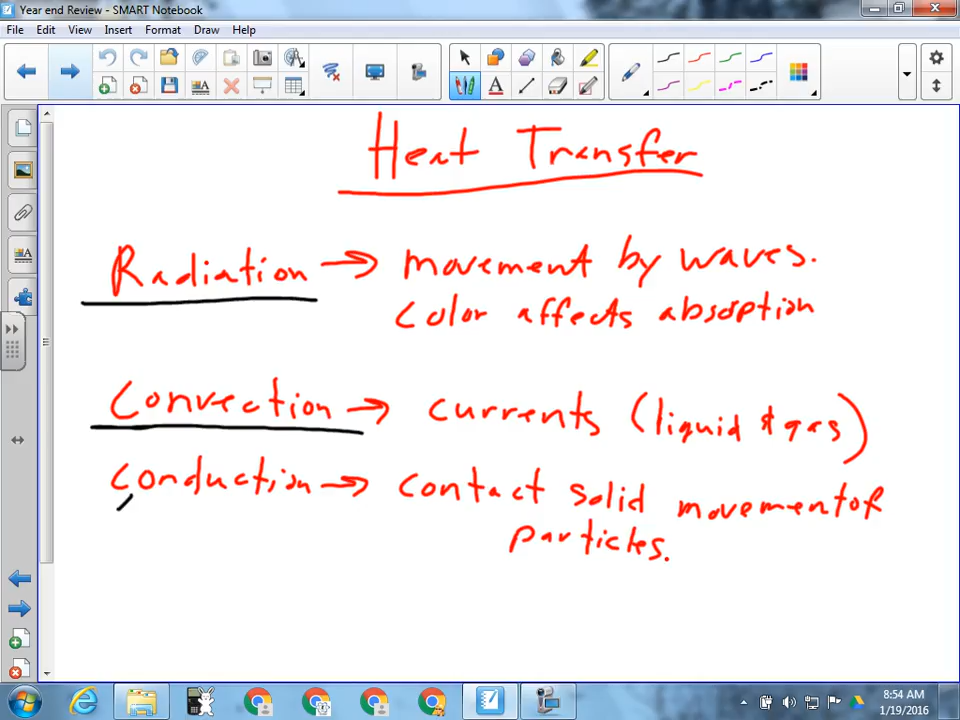 Year end Review - SMART Notebook
File Edit View Insert Format Draw Help
Heat Transfer
Radiation → movement by waves.
Color affects absorption
Convection → currents (liquid & gas)
Conduction → contact solid movement of
particles.
8:54 AM
1/19/2016